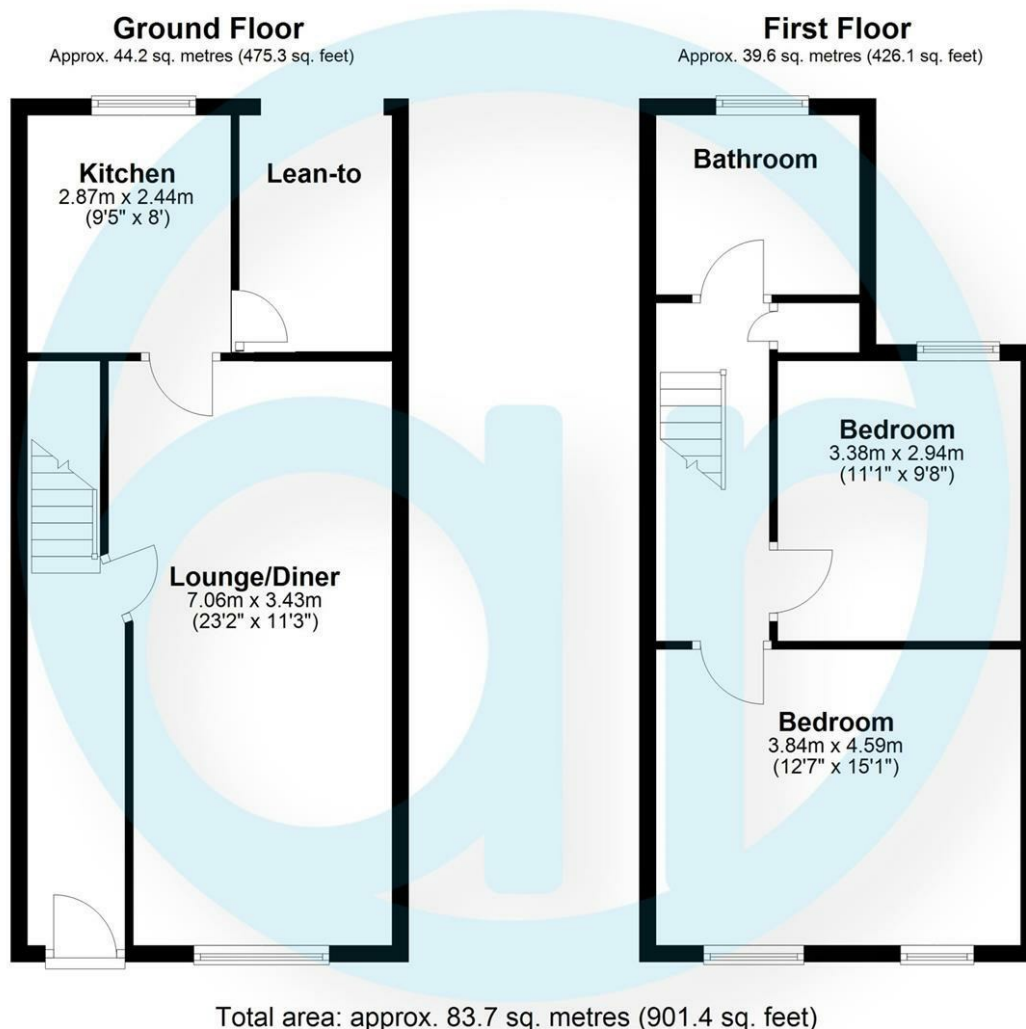 Ground Floor
Approx. 44.2 sq. metres (475.3 sq. feet)
Kitchen
2.87m x 2.44m
(9'5" x 8')
Lean-to
Lounge/Diner
7.06m x 3.43m
(23'2" x 11'3")
First Floor
Approx. 39.6 sq. metres (426.1 sq. feet)
Bathroom
Bedroom
3.38m x 2.94m
(11'1" x 9'8")
Bedroom
3.84m x 4.59m
(12'7" x 15'1")
Total area: approx. 83.7 sq. metres (901.4 sq. feet)